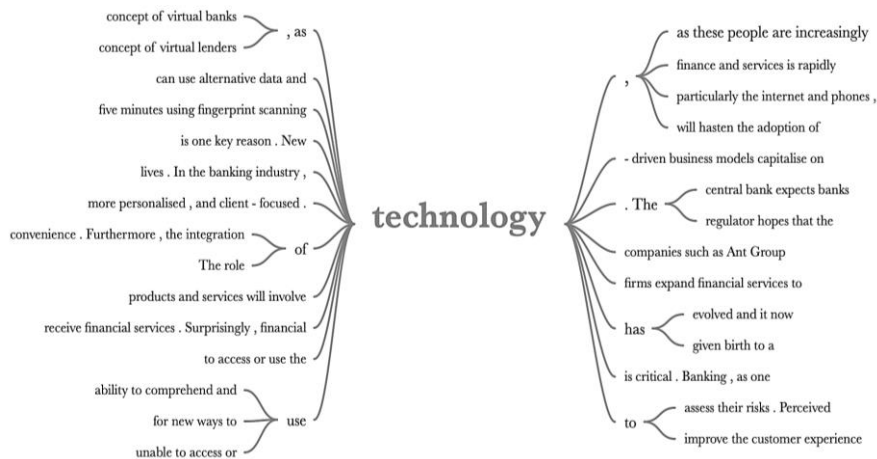 concept of virtual banks
concept of virtual lenders
, as
can use alternative data and
five minutes using fingerprint scanning
is one key reason . New
lives . In the banking industry ,
more personalised , and client - focused .
convenience . Furthermore , the integration
The role
of
products and services will involve
receive financial services . Surprisingly , financial
to access or use the
ability to comprehend and
for new ways to
unable to access or
use
technology
,
as these people are increasingly
finance and services is rapidly
particularly the internet and phones ,
will hasten the adoption of
- driven business models capitalise on
. The
central bank expects banks
regulator hopes that the
companies such as Ant Group
firms expand financial services to
has
evolved and it now
given birth to a
is critical . Banking , as one
to
assess their risks . Perceived
improve the customer experience